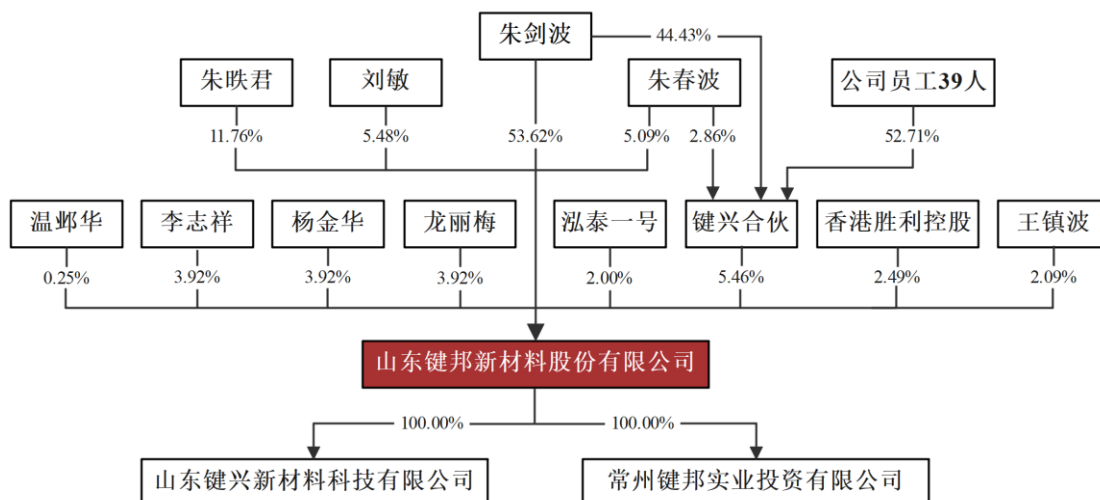 朱剑波
44.43%
朱昳君
刘敏
朱春波
公司员工39人
11.76%
5.48%
53.62%
5.09%
2.86%
52.71%
温邺华
李志祥
杨金华
龙丽梅
泓泰一号
键兴合伙
香港胜利控股
王镇波
0.25%
3.92%
3.92%
3.92%
2.00%
5.46%
2.49%
2.09%
山东键邦新材料股份有限公司
100.00%
100.00%
山东键兴新材料科技有限公司
常州键邦实业投资有限公司